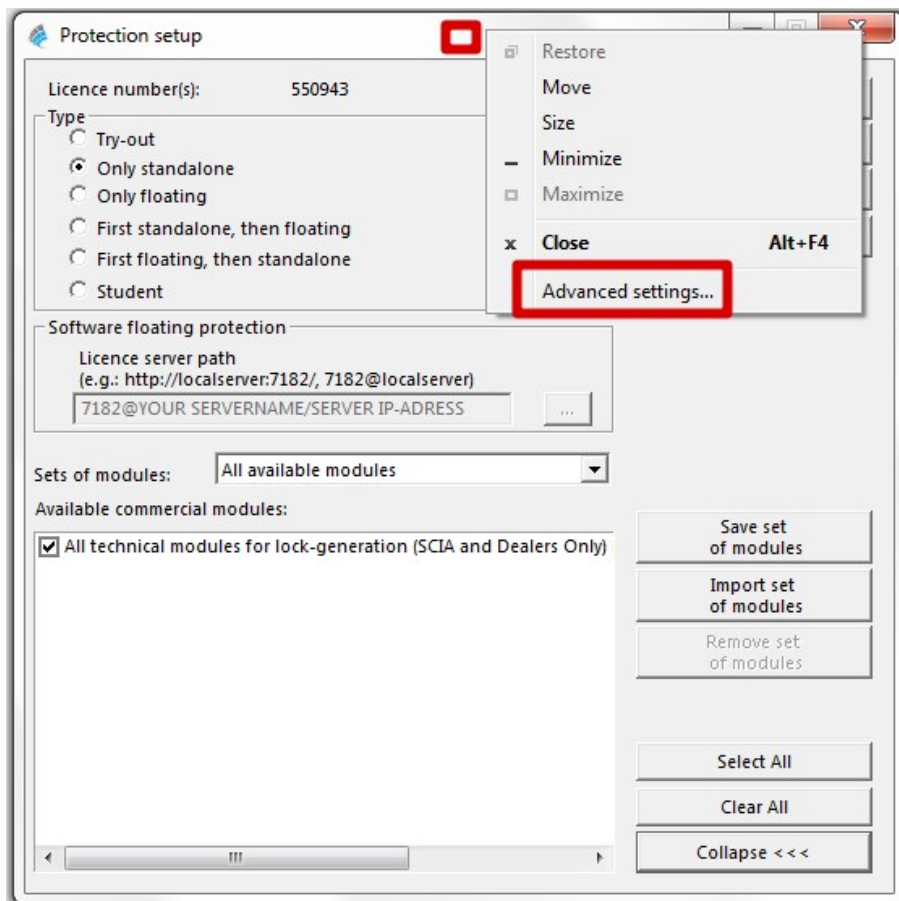 Protection setup
Restore
Move
Size
Minimize
Maximize
Close Alt+F4
Advanced settings...
Licence number(s): 550943
Type
Try-out
Only standalone
Only floating
First standalone, then floating
First floating, then standalone
Student
Software floating protection
Licence server path
(e.g.: http://localserver:7182/, 7182@localserver)
7182@YOUR SERVERNAME/SERVER IP-ADRESS
...
Sets of modules: All available modules
Available commercial modules:
All technical modules for lock-generation (SCIA and Dealers Only)
Save set
of modules
Import set
of modules
Remove set
of modules
Select All
Clear All
Collapse <<<